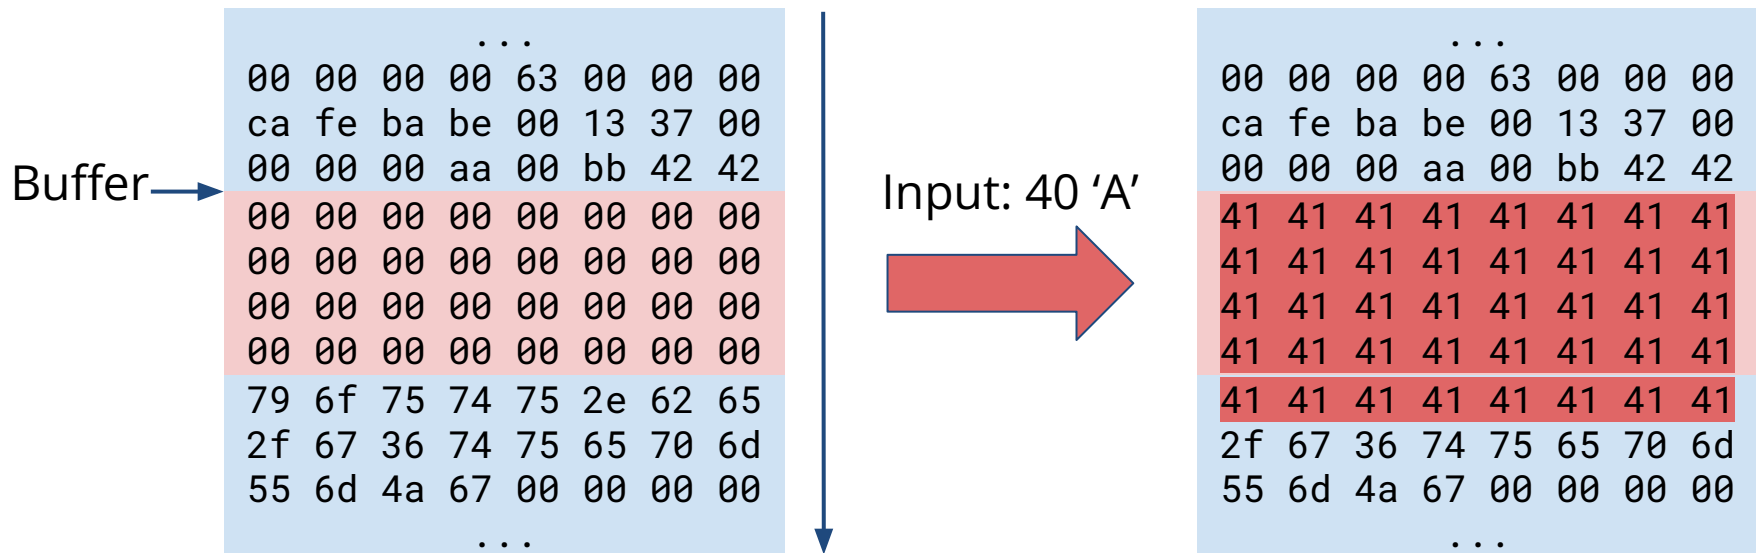 ...
00 00 00 00 63 00 00 00
ca fe ba be 00 13 37 00
00 00 00 aa 00 bb 42 42
Buffer
00 00 00 00 00 00 00 00
00 00 00 00 00 00 00 00
00 00 00 00 00 00 00 00
00 00 00 00 00 00 00 00
79 6f 75 74 75 2e 62 65
2f 67 36 74 75 65 70 6d
55 6d 4a 67 00 00 00 00
...
Input: 40 ‘A’
...
00 00 00 00 63 00 00 00
ca fe ba be 00 13 37 00
00 00 00 aa 00 bb 42 42
41 41 41 41 41 41 41 41
41 41 41 41 41 41 41 41
41 41 41 41 41 41 41 41
41 41 41 41 41 41 41 41
41 41 41 41 41 41 41 41
2f 67 36 74 75 65 70 6d
55 6d 4a 67 00 00 00 00
...